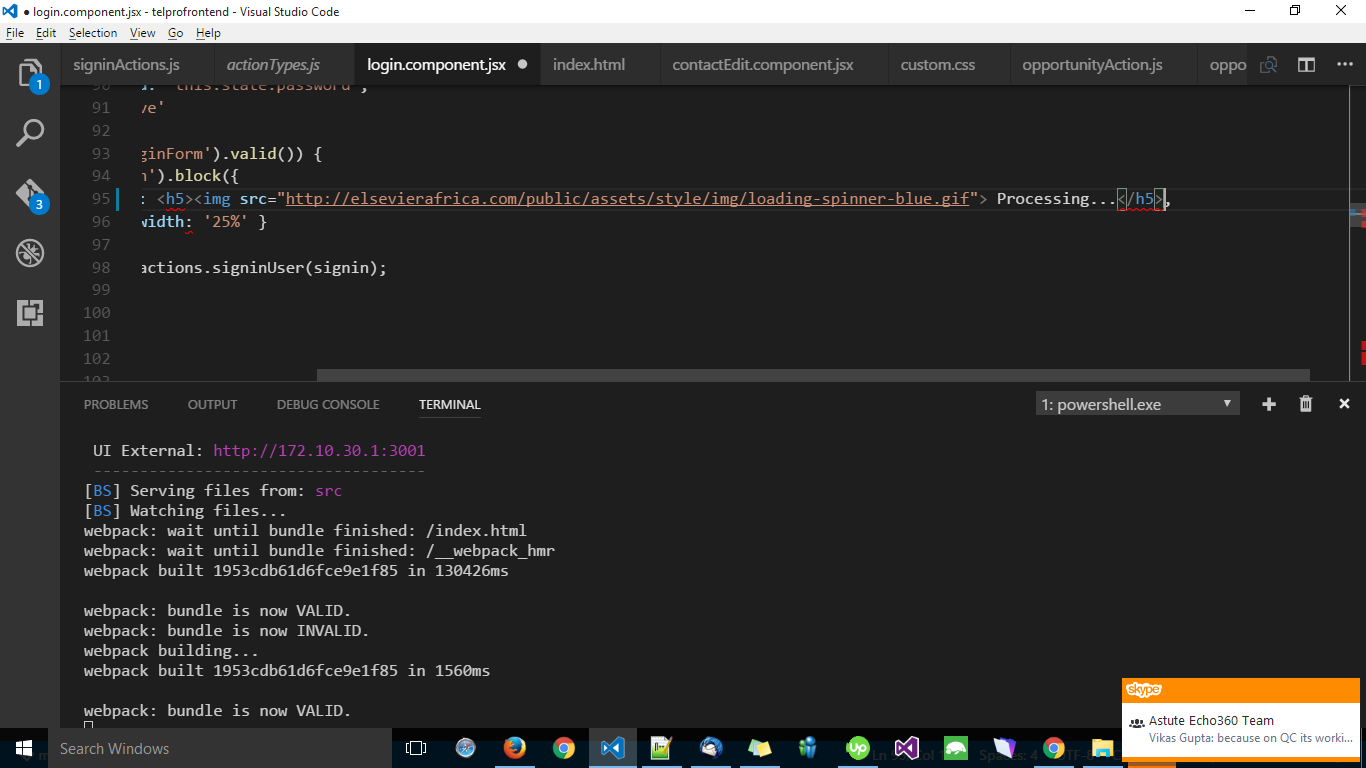 ● login.component.jsx - telprofrontend - Visual Studio Code
File Edit Selection View Go Help
signinActions.js actionTypes.js login.component.jsx ● index.html contactEdit.component.jsx custom.css opportunityAction.js oppo
1
3
90 this.state.password ,
91 ve'
92
93 ginForm').valid()) {
94 ').block({
95 : <h5><img src="http://elsevierafrica.com/public/assets/style/img/loading-spinner-blue.gif"> Processing...</h5>,
96 width: '25%' }
97
98 actions.signinUser(signin);
99
100
101
102
103
PROBLEMS OUTPUT DEBUG CONSOLE TERMINAL 1: powershell.exe
UI External: http://172.10.30.1:3001
------------------------------------
[BS] Serving files from: src
[BS] Watching files...
webpack: wait until bundle finished: /index.html
webpack: wait until bundle finished: /__webpack_hmr
webpack built 1953cdb61d6fce9e1f85 in 130426ms
webpack: bundle is now VALID.
webpack: bundle is now INVALID.
webpack building...
webpack built 1953cdb61d6fce9e1f85 in 1560ms
webpack: bundle is now VALID.
skype
Astute Echo360 Team
Vikas Gupta: because on QC its worki...
Search Windows